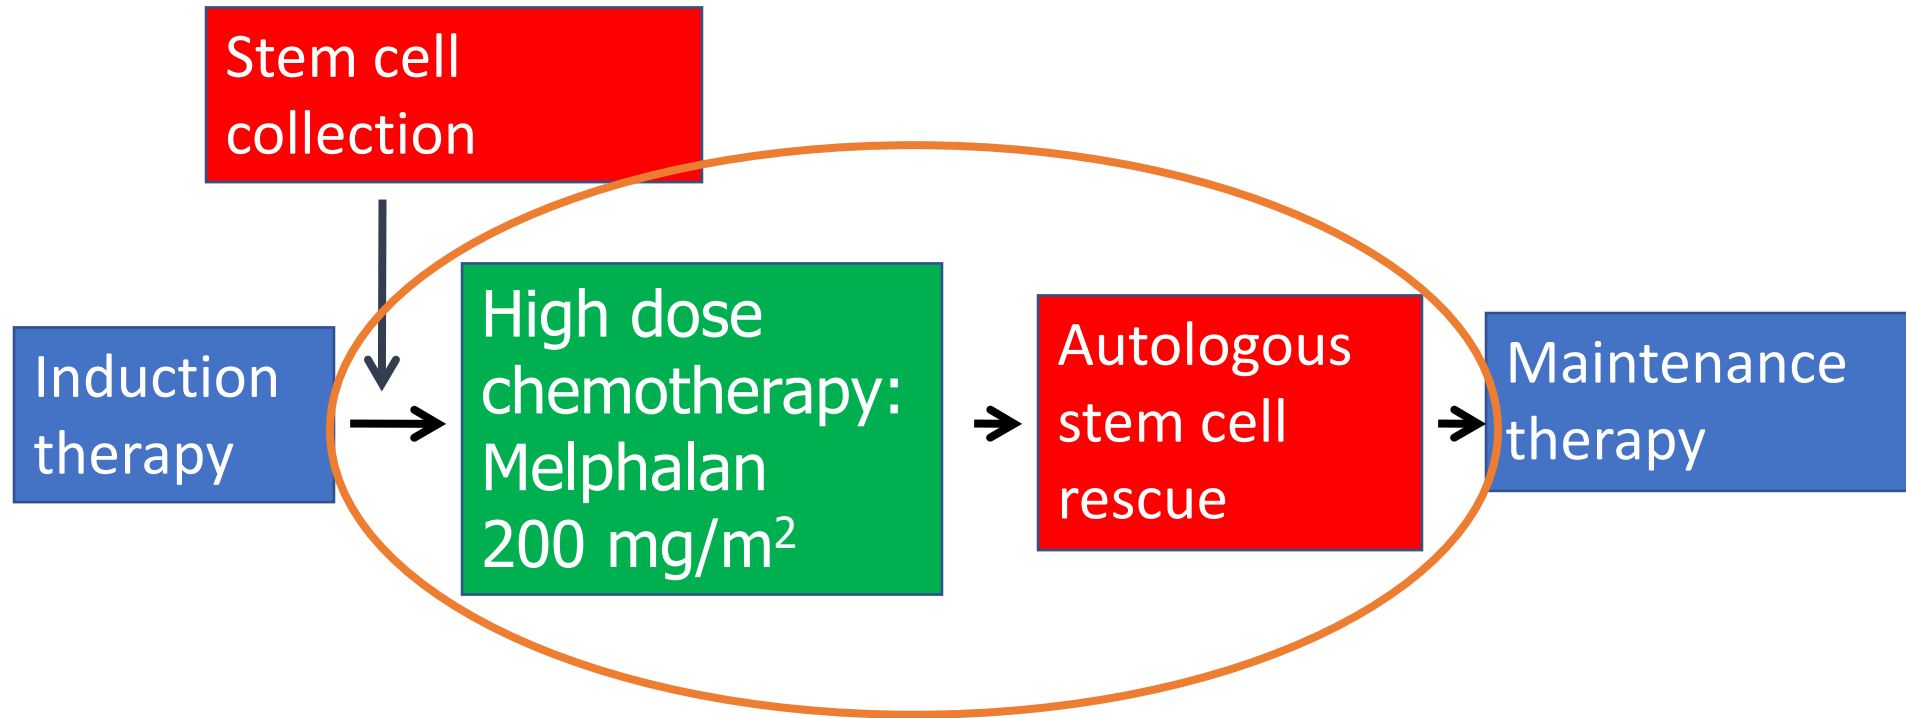 Stem cell
collection
Induction
therapy
High dose
chemotherapy:
Melphalan
200 mg/m²
Autologous
stem cell
rescue
Maintenance
therapy